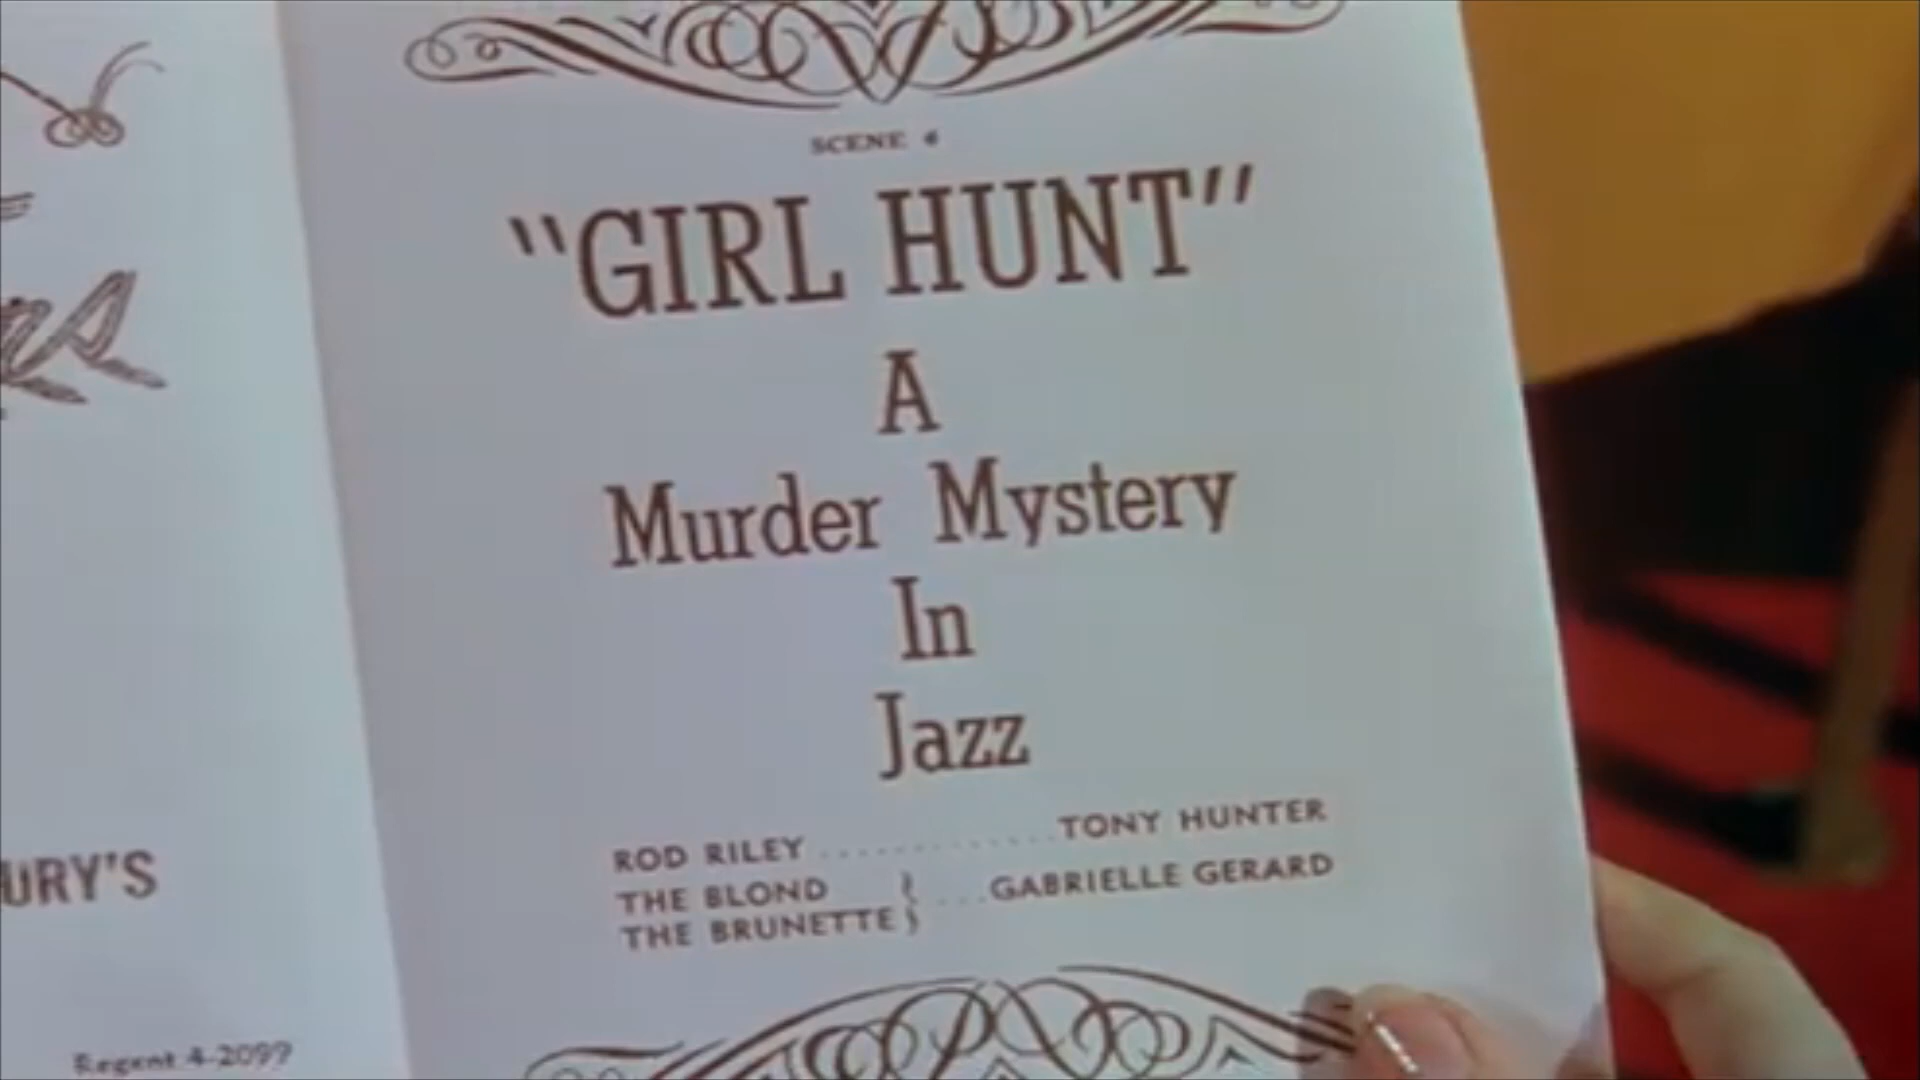 SCENE 4
"GIRL HUNT"
A
Murder Mystery
In
Jazz
ROD RILEY ............. TONY HUNTER
THE BLOND } ... GABRIELLE GERARD
THE BRUNETTE }
URY'S
Regent 4-2099